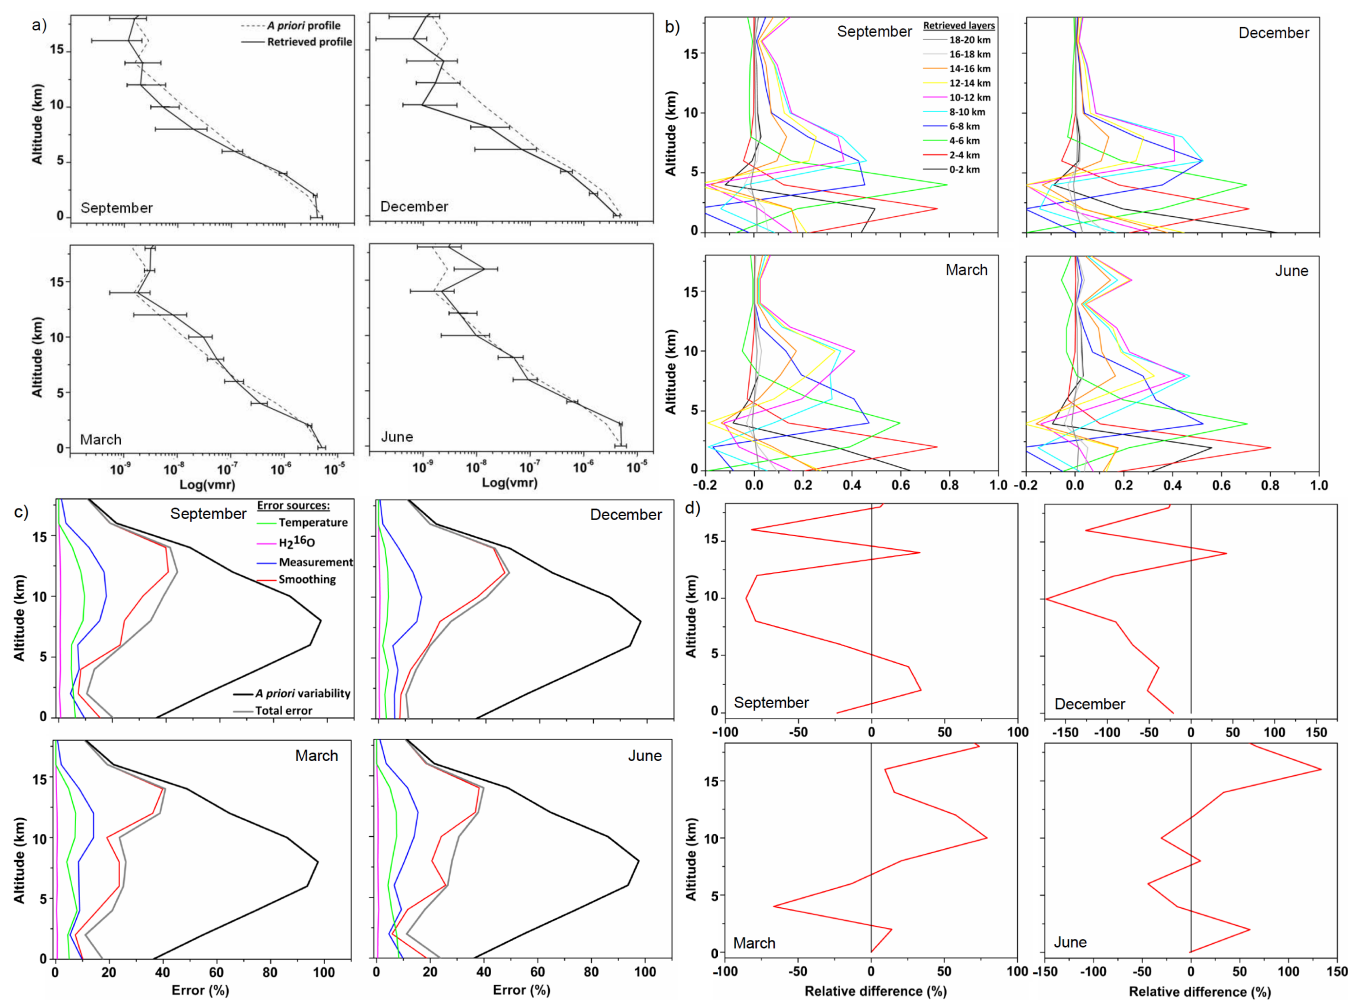 a)
A priori profile
Retrieved profile
September
December
March
June
Altitude (km)
Altitude (km)
15
10
5
0
15
10
5
0
10-9
10-8
10-7
10-6
10-5
10-9
10-8
10-7
10-6
10-5
Log(vmr)
Log(vmr)
b)
September
December
March
June
Retrieved layers
18-20 km
16-18 km
14-16 km
12-14 km
10-12 km
8-10 km
6-8 km
4-6 km
2-4 km
0-2 km
Altitude (km)
Altitude (km)
15
10
5
0
15
10
5
0
-0.2
0.0
0.2
0.4
0.6
0.8
-0.2
0.0
0.2
0.4
0.6
0.8
1.0
c)
September
December
March
June
Error sources:
Temperature
H216O
Measurement
Smoothing
A priori variability
Total error
Altitude (km)
Altitude (km)
15
10
5
0
15
10
5
0
0
20
40
60
80
100
0
20
40
60
80
100
Error (%)
Error (%)
d)
September
December
March
June
Altitude (km)
Altitude (km)
15
10
5
0
15
10
5
0
-100
-50
0
50
100
-150
-100
-50
0
50
100
150
-100
-50
0
50
100
-150
-100
-50
0
50
100
150
Relative difference (%)
Relative difference (%)